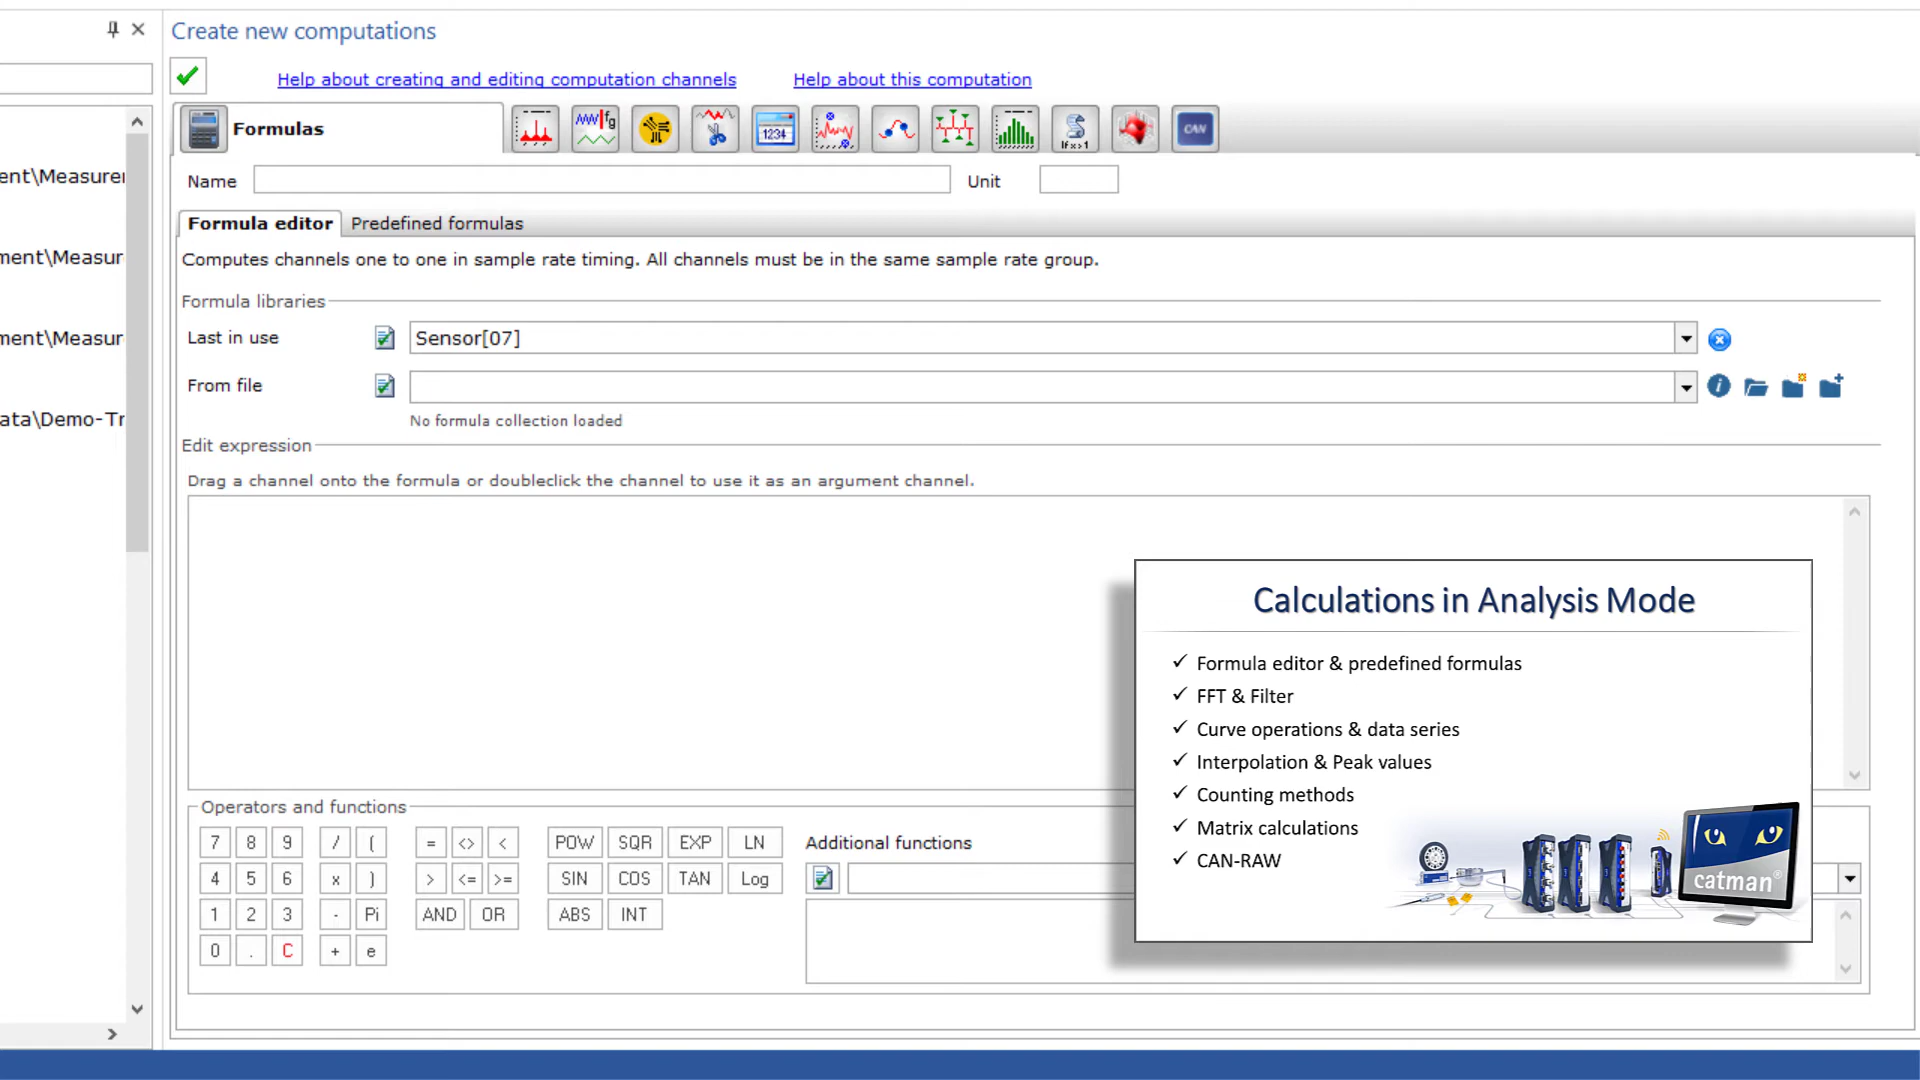 Create new computations
Help about creating and editing computation channels
Help about this computation
Formulas
fg
1234
If x>1
CAN
Name
Unit
Formula editor
Predefined formulas
Computes channels one to one in sample rate timing. All channels must be in the same sample rate group.
Formula libraries
Last in use
Sensor[07]
From file
No formula collection loaded
Edit expression
Drag a channel onto the formula or doubleclick the channel to use it as an argument channel.
ent\Measurer
ment\Measur
ment\Measur
ata\Demo-Tr
Calculations in Analysis Mode
✓ Formula editor & predefined formulas
✓ FFT & Filter
✓ Curve operations & data series
✓ Interpolation & Peak values
✓ Counting methods
✓ Matrix calculations
✓ CAN-RAW
catman®
Operators and functions
7 8 9 / ( = <> < POW SQR EXP LN
4 5 6 x ) > <= >= SIN COS TAN Log
1 2 3 - Pi AND OR ABS INT
0 . C + e
Additional functions